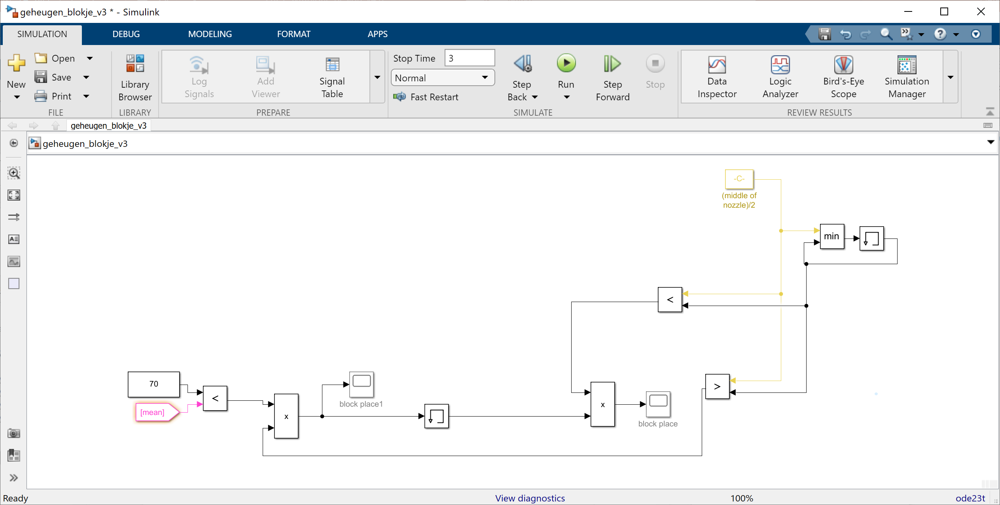 geheugen_blokje_v3 * - Simulink
SIMULATION
DEBUG
MODELING
FORMAT
APPS
New
Open
Save
Print
FILE
Library
Browser
LIBRARY
Log
Signals
Add
Viewer
Signal
Table
PREPARE
Stop Time
3
Normal
Fast Restart
Step
Back
Run
Step
Forward
Stop
SIMULATE
Data
Inspector
Logic
Analyzer
Bird's-Eye
Scope
Simulation
Manager
REVIEW RESULTS
geheugen_blokje_v3
geheugen_blokje_v3
-C-
(middle of
nozzle)/2
min
<
70
[mean]
<
x
block place1
x
block place
>
Ready
View diagnostics
100%
ode23t